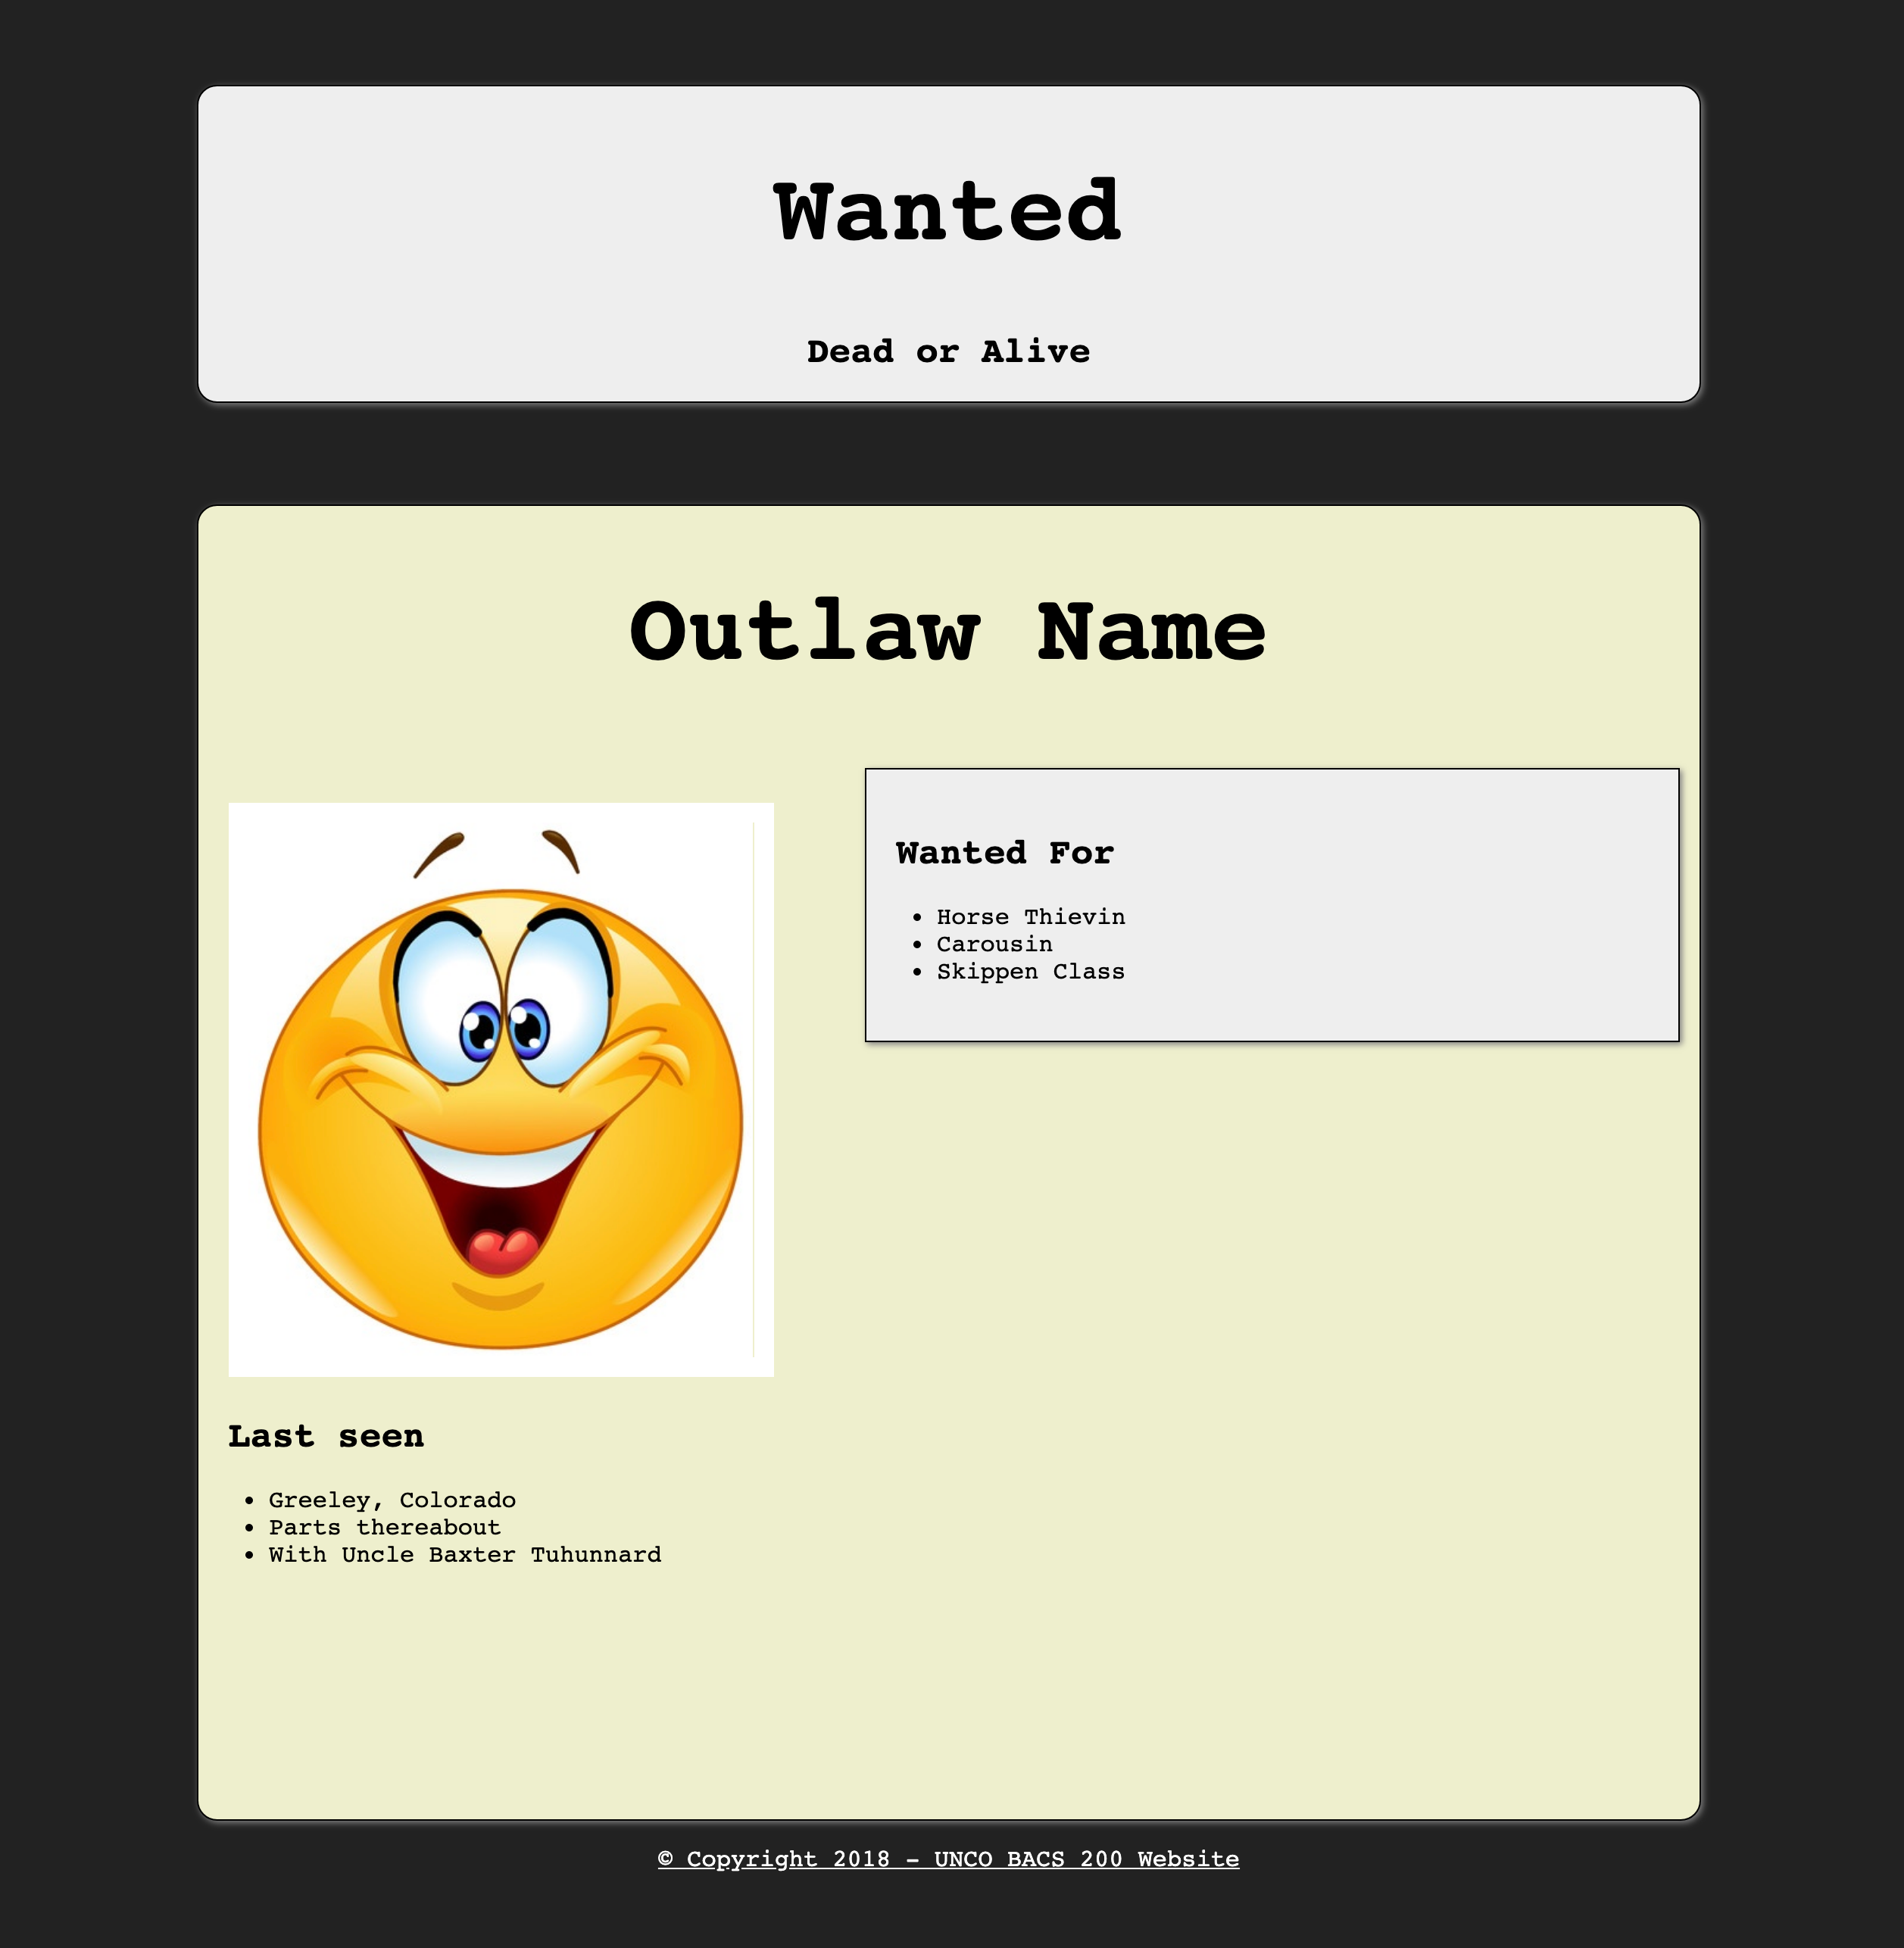 Wanted
Dead or Alive
Outlaw Name
Wanted For
Horse Thievin
Carousin
Skippen Class
Last seen
Greeley, Colorado
Parts thereabout
With Uncle Baxter Tuhunnard
© Copyright 2018 - UNCO BACS 200 Website